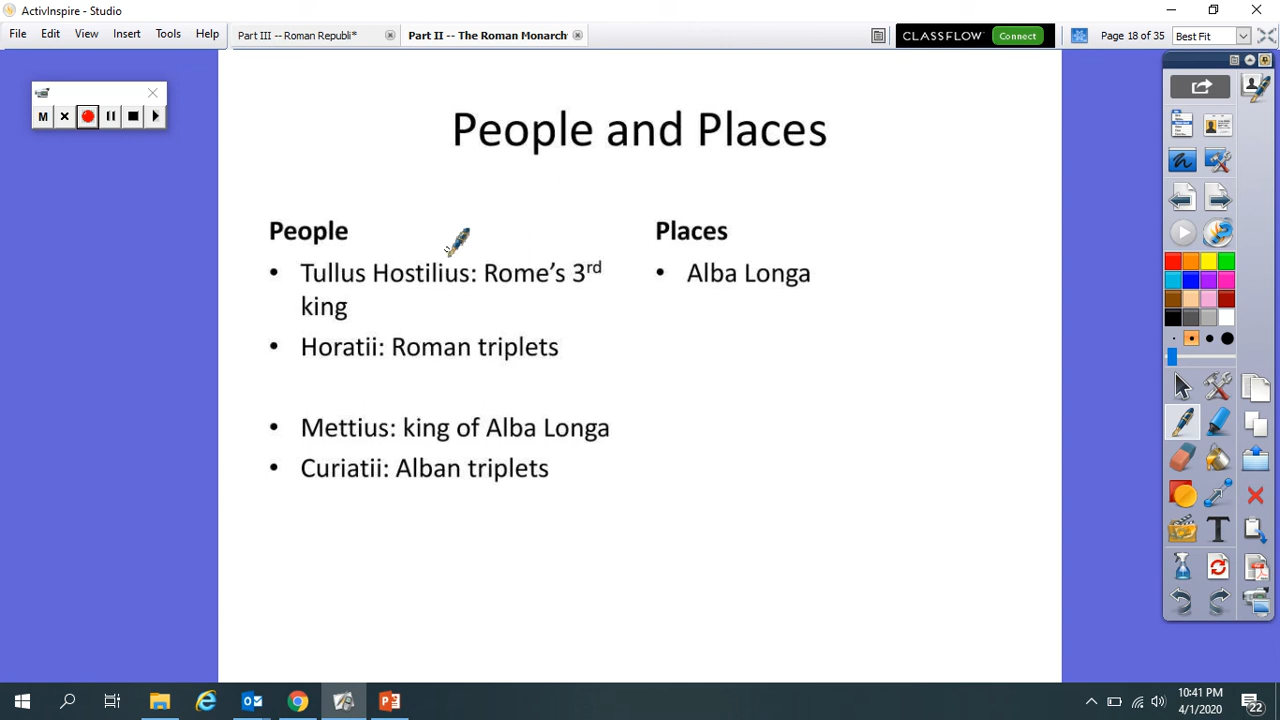 ActivInspire - Studio
File Edit View Insert Tools Help
Part III -- Roman Republi*
Part II -- The Roman Monarch
CLASSFLOW Connect
Page 18 of 35
Best Fit
M
People and Places
People
• Tullus Hostilius: Rome's 3rd
king
• Horatii: Roman triplets
• Mettius: king of Alba Longa
• Curiatii: Alban triplets
Places
• Alba Longa
T
10:41 PM
4/1/2020
22